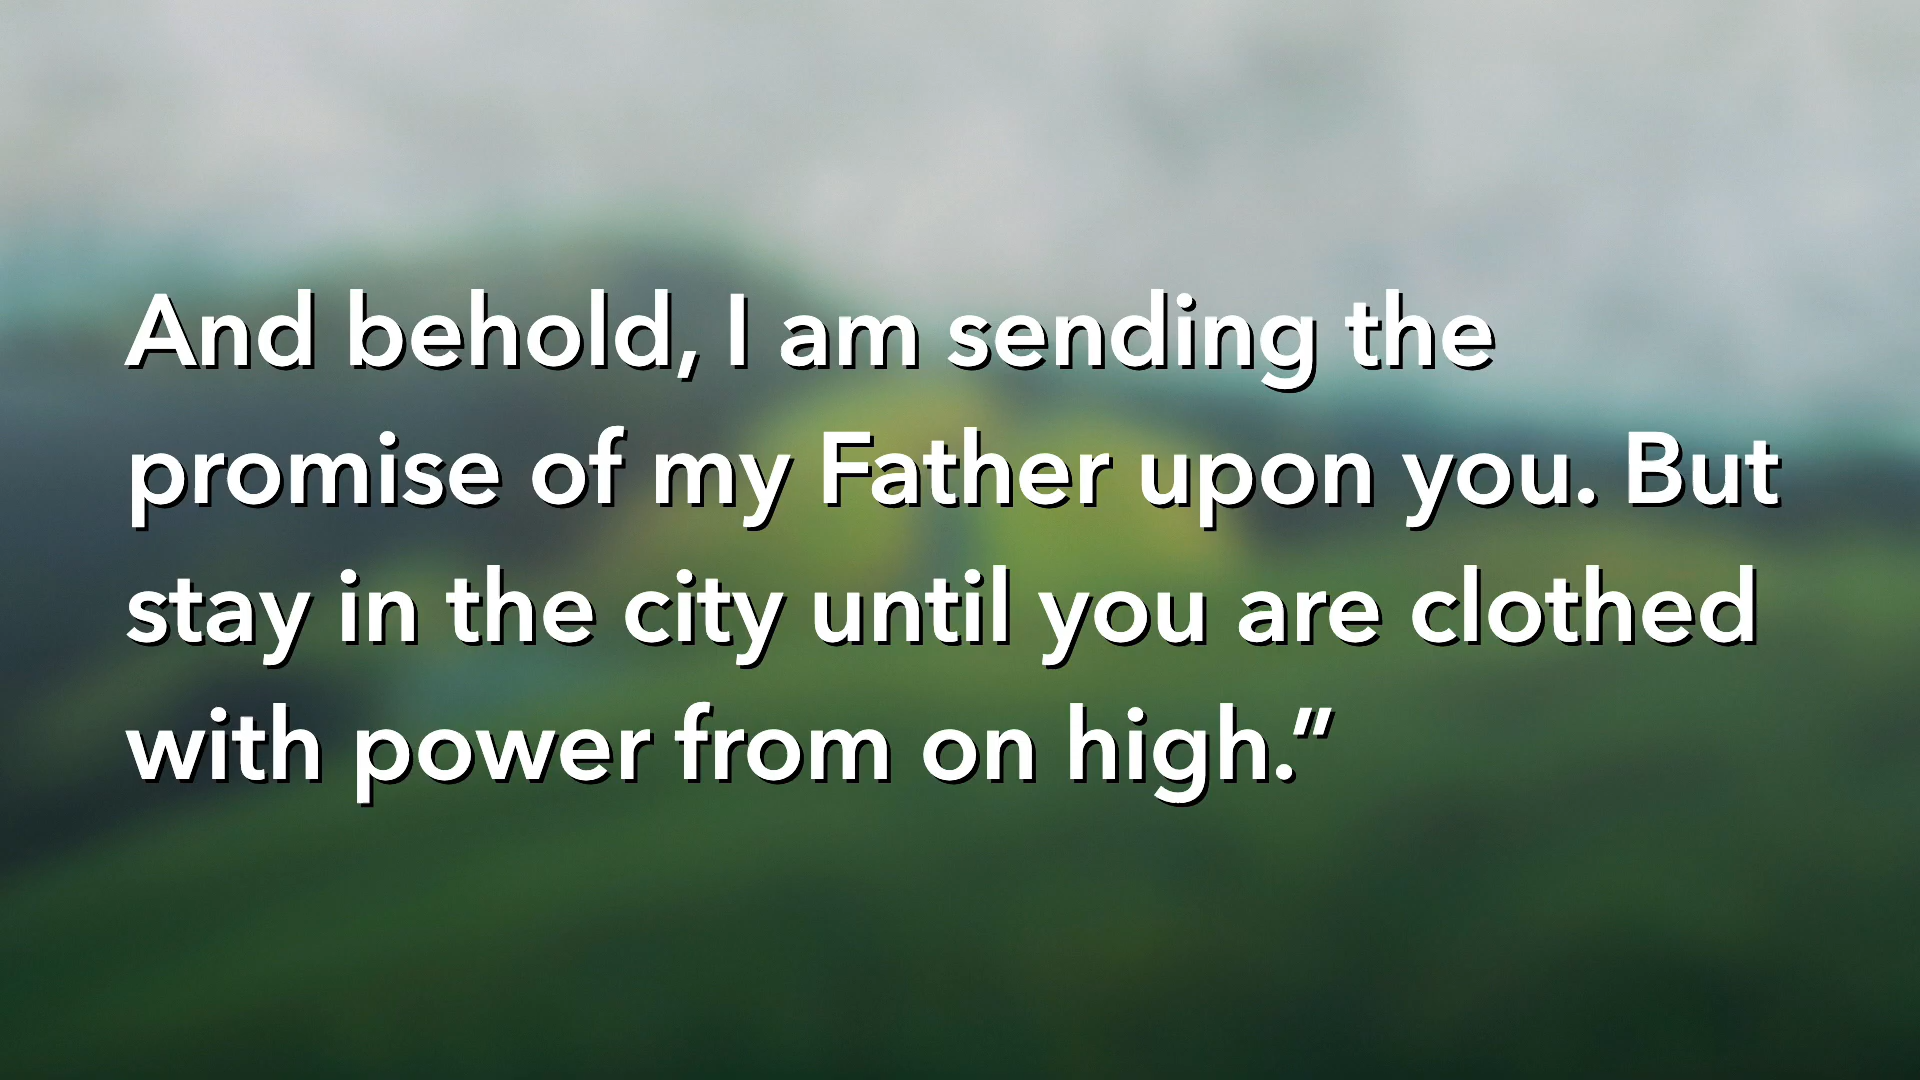 And behold, I am sending the
promise of my Father upon you. But
stay in the city until you are clothed
with power from on high.”